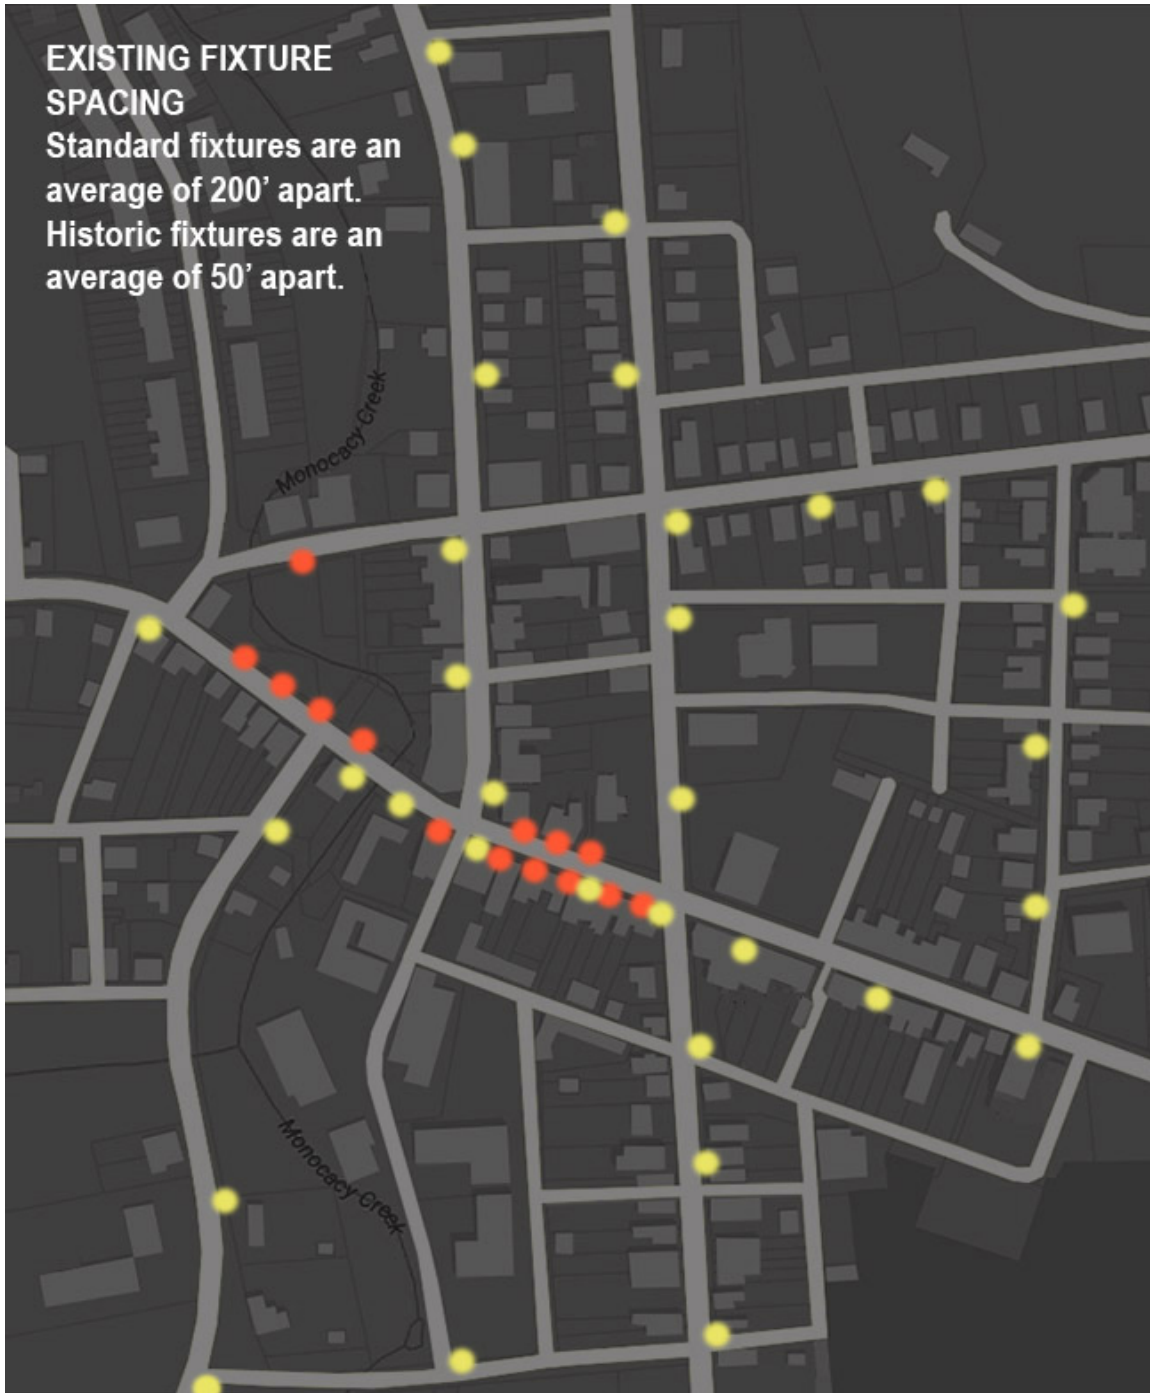 EXISTING FIXTURE
SPACING
Standard fixtures are an
average of 200’ apart.
Historic fixtures are an
average of 50’ apart.
Monocacy Creek
Monocacy Creek